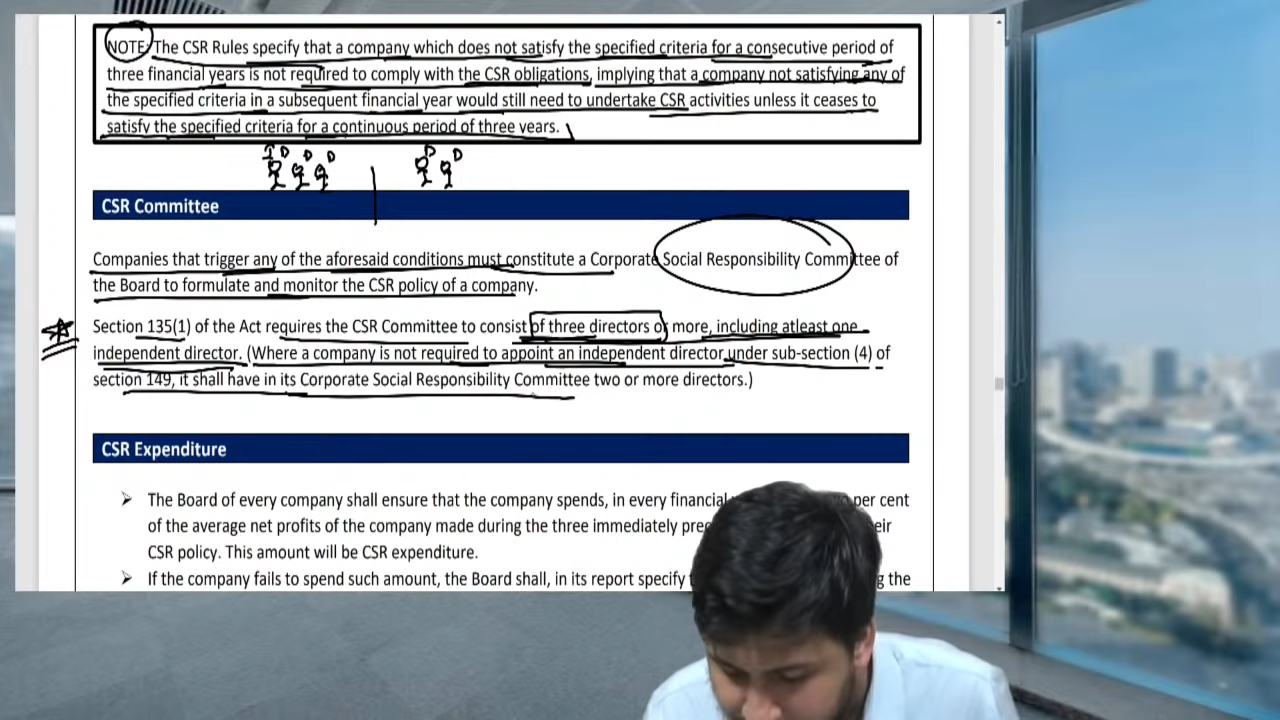 NOTE: The CSR Rules specify that a company which does not satisfy the specified criteria for a consecutive period of
three financial years is not required to comply with the CSR obligations, implying that a company not satisfying any of
the specified criteria in a subsequent financial year would still need to undertake CSR activities unless it ceases to
satisfy the specified criteria for a continuous period of three years.
I D D D D D
CSR Committee
Companies that trigger any of the aforesaid conditions must constitute a Corporate Social Responsibility Committee of
the Board to formulate and monitor the CSR policy of a company.
Section 135(1) of the Act requires the CSR Committee to consist of three directors or more, including atleast one
independent director. (Where a company is not required to appoint an independent director under sub-section (4) of
section 149, it shall have in its Corporate Social Responsibility Committee two or more directors.)
CSR Expenditure
➢ The Board of every company shall ensure that the company spends, in every financial per cent
of the average net profits of the company made during the three immediately
CSR policy. This amount will be CSR expenditure.
➢ If the company fails to spend such amount, the Board shall, in its report specify the